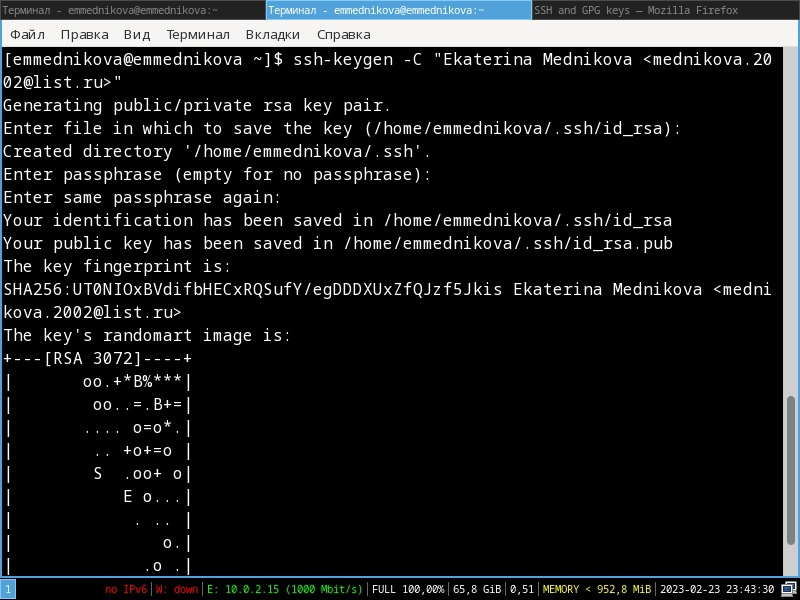 Терминал - emmednikova@emmednikova:~
Терминал - emmednikova@emmednikova:~
SSH and GPG keys — Mozilla Firefox
Файл Правка Вид Терминал Вкладки Справка
[emmednikova@emmednikova ~]$ ssh-keygen -C "Ekaterina Mednikova <mednikova.20
02@list.ru>"
Generating public/private rsa key pair.
Enter file in which to save the key (/home/emmednikova/.ssh/id_rsa):
Created directory '/home/emmednikova/.ssh'.
Enter passphrase (empty for no passphrase):
Enter same passphrase again:
Your identification has been saved in /home/emmednikova/.ssh/id_rsa
Your public key has been saved in /home/emmednikova/.ssh/id_rsa.pub
The key fingerprint is:
SHA256:UT0NIOxBVdifbHECxRQSufY/egDDDXUxZfQJzf5Jkis Ekaterina Mednikova <medni
kova.2002@list.ru>
The key's randomart image is:
+---[RSA 3072]----+
|       oo.+*B%***|
|        oo..=.B+=|
|       .... o=o*.|
|        .. +o+=o |
|        S  .oo+ o|
|           E o...|
|            . .. |
|               o.|
|             .o .|
1 no IPv6 | W: down | E: 10.0.2.15 (1000 Mbit/s) | FULL 100,00% | 65,8 GiB | 0,51 | MEMORY < 952,8 MiB | 2023-02-23 23:43:30